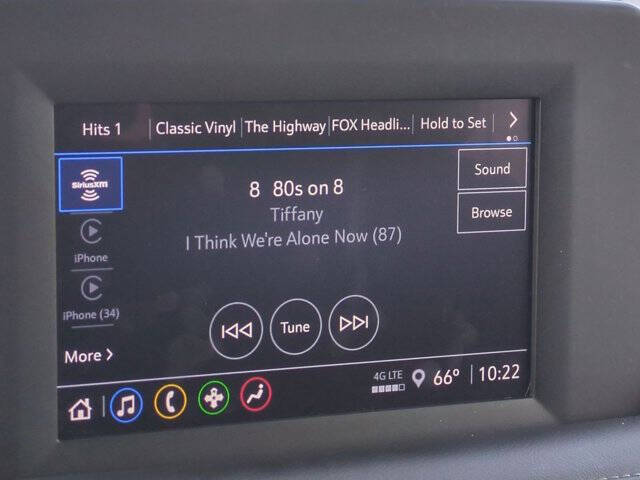 Hits 1 Classic Vinyl The Highway FOX Headli... Hold to Set
SiriusXM
8 80s on 8
Tiffany
I Think We're Alone Now (87)
Sound
Browse
iPhone
iPhone (34)
More
Tune
4G LTE 66° 10:22